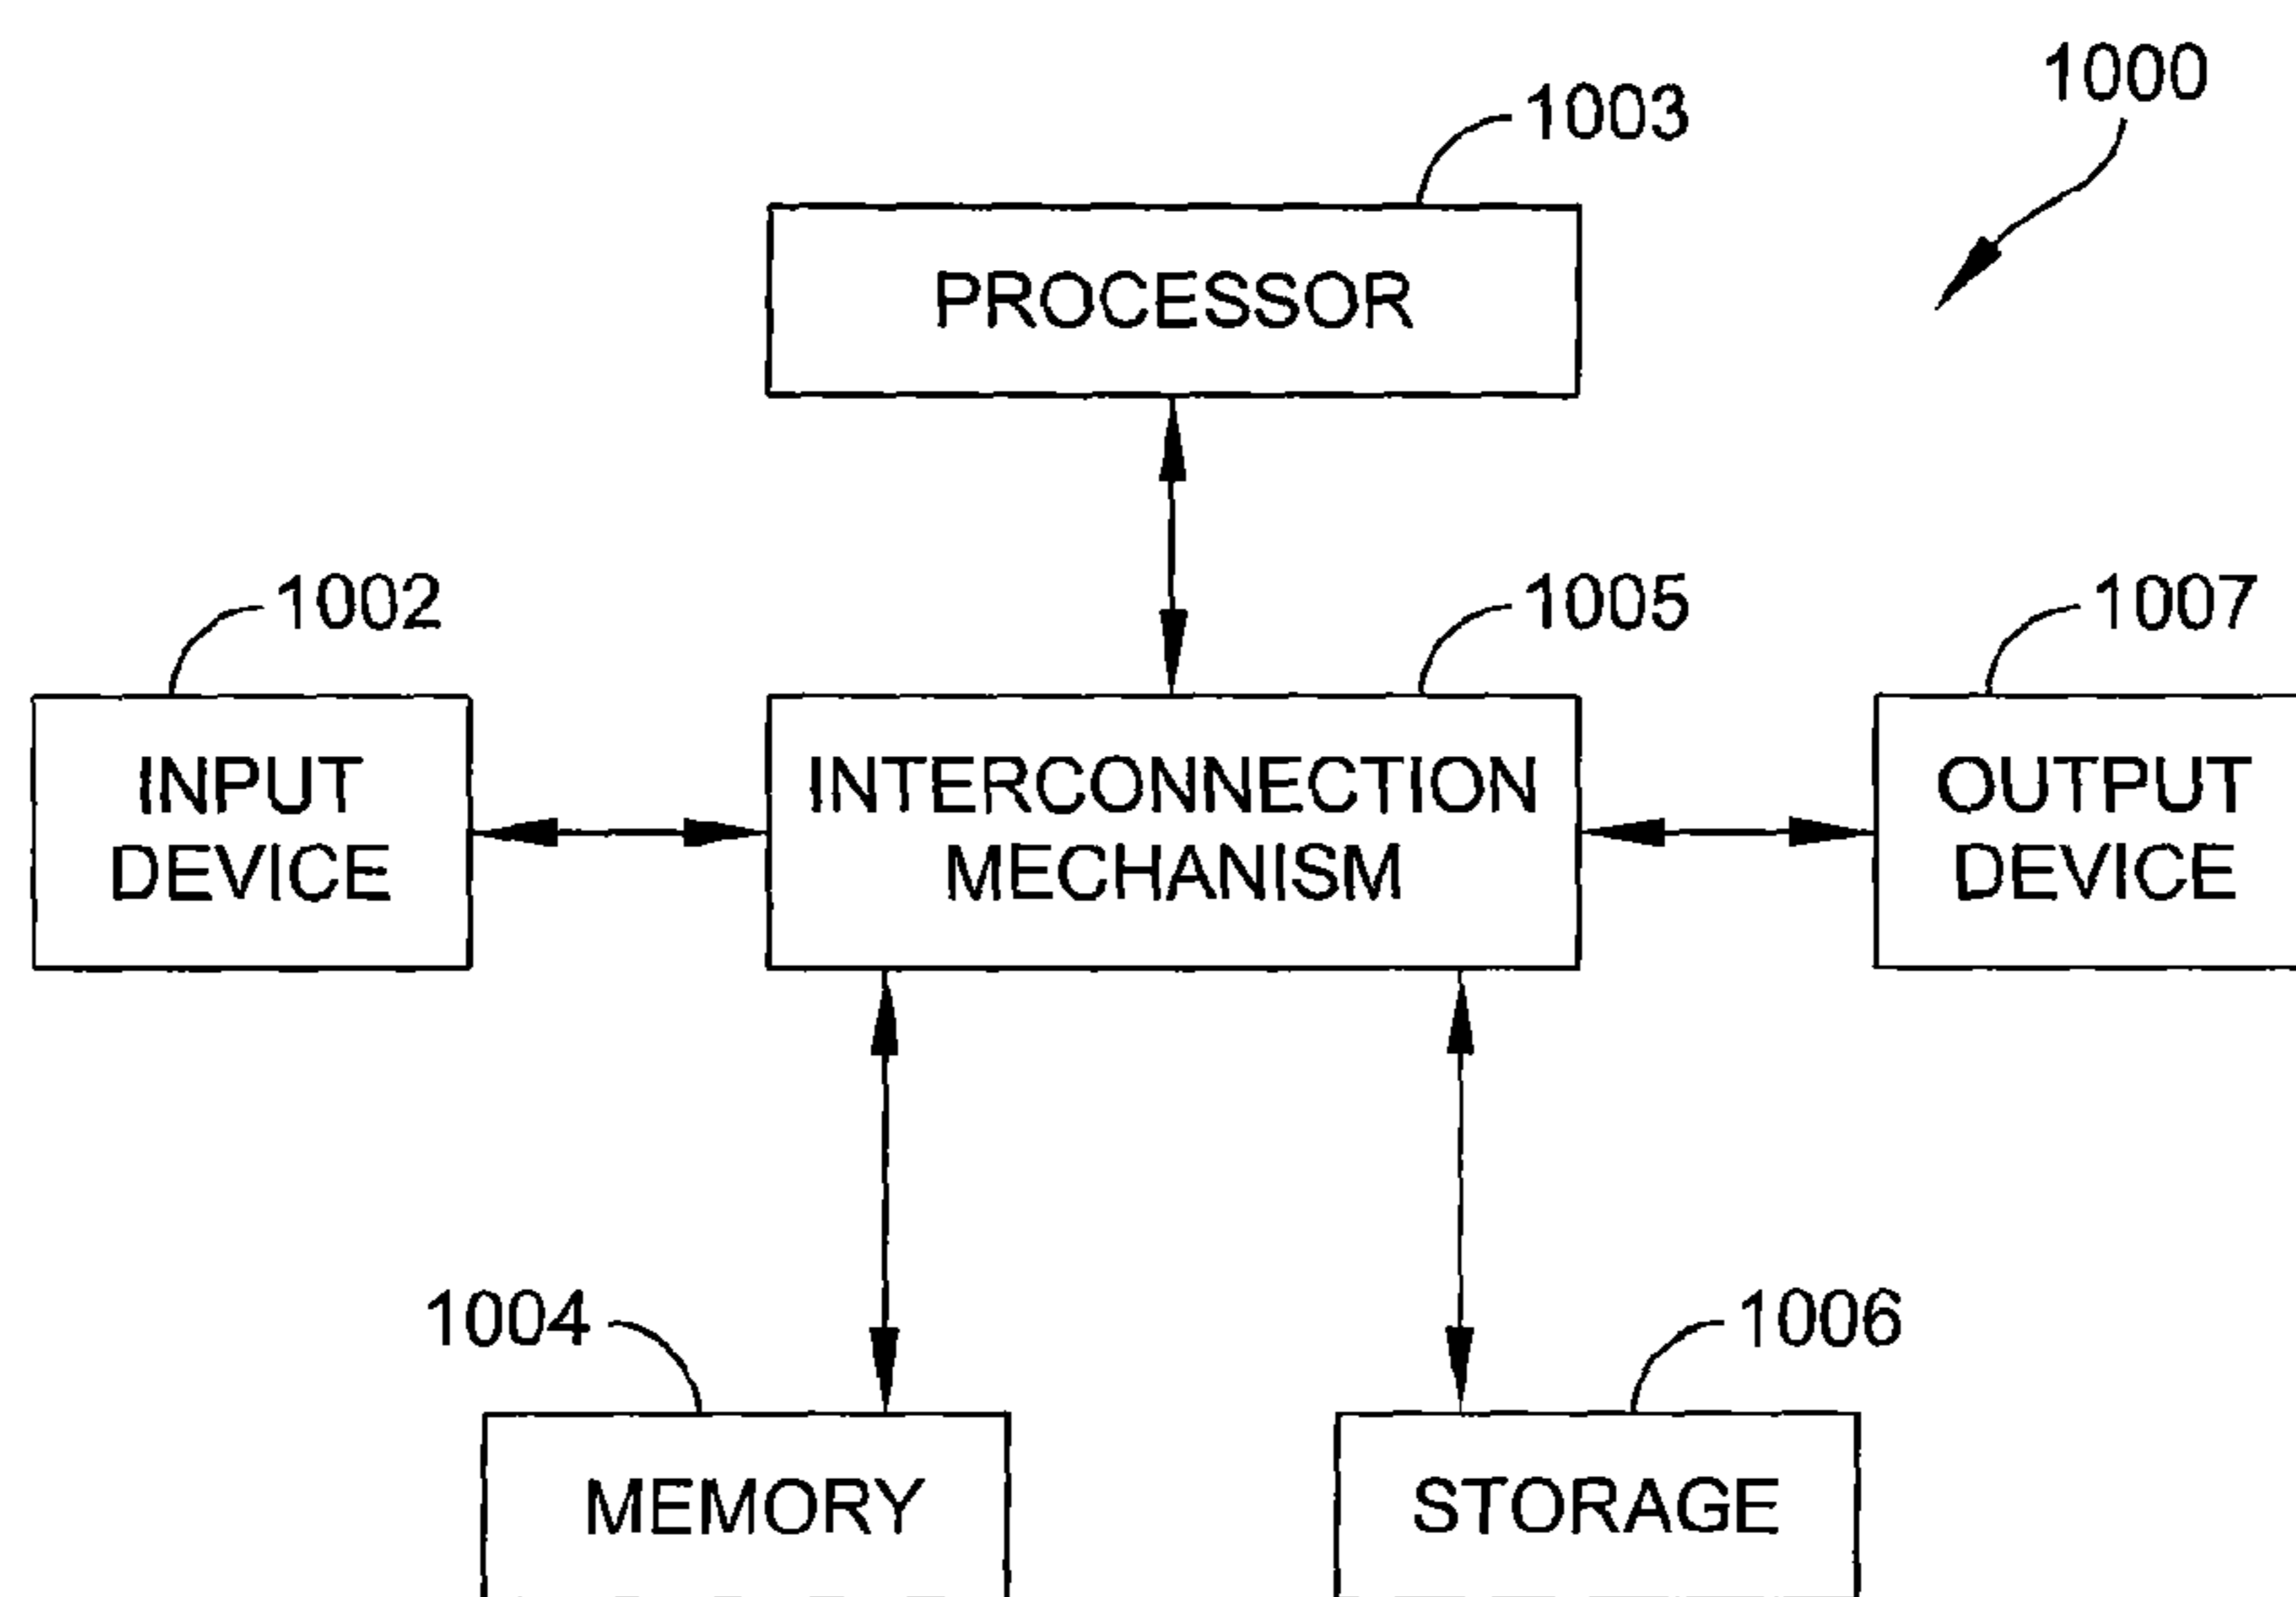 1000
1003
PROCESSOR
1002
1005
1007
INPUT
DEVICE
INTERCONNECTION
MECHANISM
OUTPUT
DEVICE
1004
1006
MEMORY
STORAGE